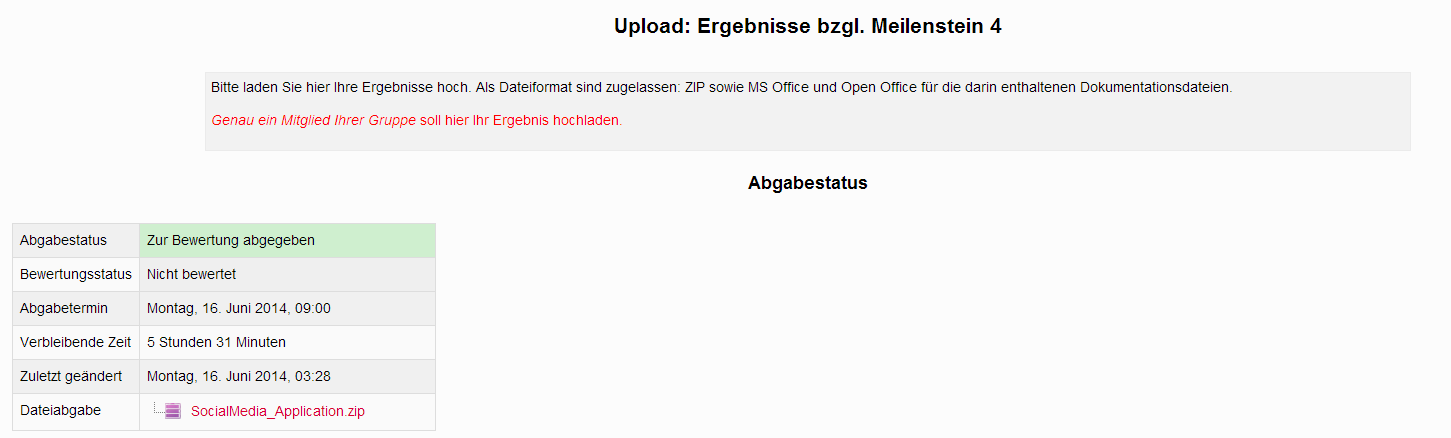 Upload: Ergebnisse bzgl. Meilenstein 4
Bitte laden Sie hier Ihre Ergebnisse hoch. Als Dateiformat sind zugelassen: ZIP sowie MS Office und Open Office für die darin enthaltenen Dokumentationsdateien.
Genau ein Mitglied Ihrer Gruppe soll hier Ihr Ergebnis hochladen.
Abgabestatus
Abgabestatus Zur Bewertung abgegeben
Bewertungsstatus Nicht bewertet
Abgabetermin Montag, 16. Juni 2014, 09:00
Verbleibende Zeit 5 Stunden 31 Minuten
Zuletzt geändert Montag, 16. Juni 2014, 03:28
Dateiabgabe SocialMedia_Application.zip